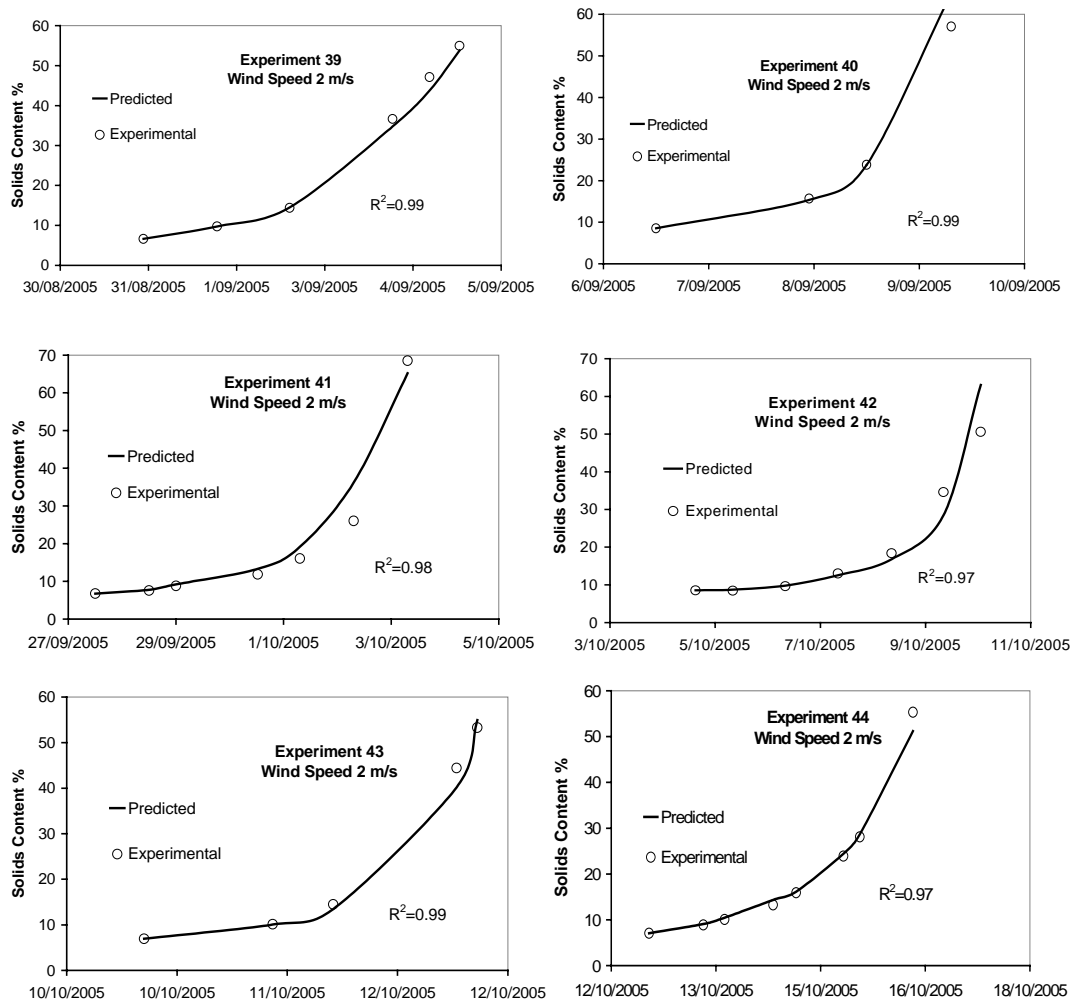 Experiment 39
Wind Speed 2 m/s
Solids Content %
60
50
40
30
20
10
0
Predicted
Experimental
R²=0.99
30/08/2005 31/08/2005 1/09/2005 3/09/2005 4/09/2005 5/09/2005
Experiment 40
Wind Speed 2 m/s
Solids Content %
60
50
40
30
20
10
0
Predicted
Experimental
R²=0.99
6/09/2005 7/09/2005 8/09/2005 9/09/2005 10/09/2005
Experiment 41
Wind Speed 2 m/s
Solids Content %
70
60
50
40
30
20
10
0
Predicted
Experimental
R²=0.98
27/09/2005 29/09/2005 1/10/2005 3/10/2005 5/10/2005
Experiment 42
Wind Speed 2 m/s
Solids Content %
70
60
50
40
30
20
10
0
Predicted
Experimental
R²=0.97
3/10/2005 5/10/2005 7/10/2005 9/10/2005 11/10/2005
Experiment 43
Wind Speed 2 m/s
Solids Content %
60
50
40
30
20
10
0
Predicted
Experimental
R²=0.99
10/10/2005 10/10/2005 11/10/2005 12/10/2005 12/10/2005
Experiment 44
Wind Speed 2 m/s
Solids Content %
60
50
40
30
20
10
0
Predicted
Experimental
R²=0.97
12/10/2005 13/10/2005 15/10/2005 16/10/2005 18/10/2005